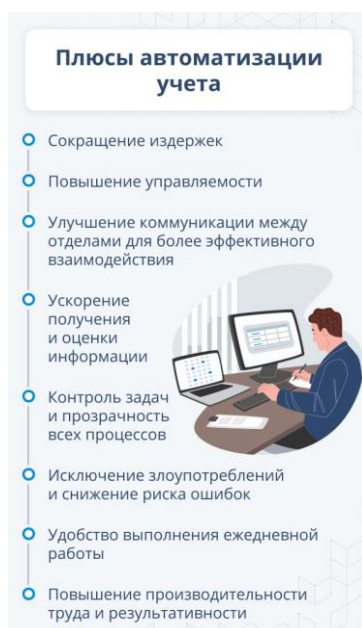 Плюсы автоматизации
учета
Сокращение издержек
Повышение управляемости
Улучшение коммуникации между
отделами для более эффективного
взаимодействия
Ускорение
получения
и оценки
информации
Контроль задач
и прозрачность
всех процессов
Исключение злоупотреблений
и снижение риска ошибок
Удобство выполнения ежедневной
работы
Повышение производительности
труда и результативности